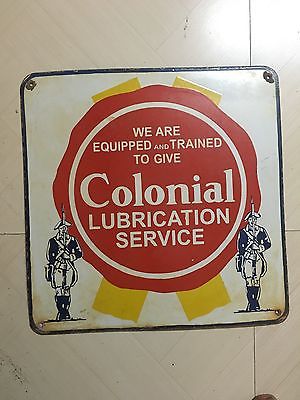 WE ARE
EQUIPPED AND TRAINED
TO GIVE
Colonial
LUBRICATION
SERVICE